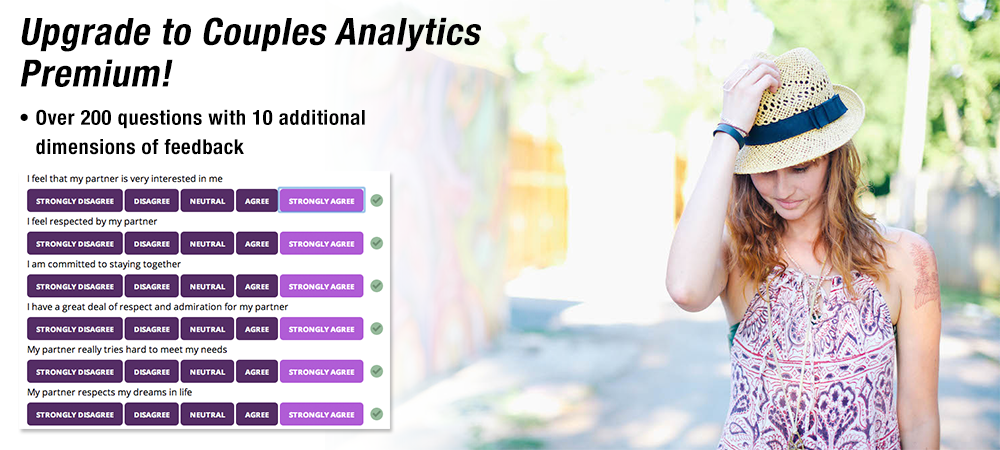 Upgrade to Couples Analytics
Premium!
• Over 200 questions with 10 additional
dimensions of feedback
I feel that my partner is very interested in me
STRONGLY DISAGREE DISAGREE NEUTRAL AGREE STRONGLY AGREE
I feel respected by my partner
STRONGLY DISAGREE DISAGREE NEUTRAL AGREE STRONGLY AGREE
I am committed to staying together
STRONGLY DISAGREE DISAGREE NEUTRAL AGREE STRONGLY AGREE
I have a great deal of respect and admiration for my partner
STRONGLY DISAGREE DISAGREE NEUTRAL AGREE STRONGLY AGREE
My partner really tries hard to meet my needs
STRONGLY DISAGREE DISAGREE NEUTRAL AGREE STRONGLY AGREE
My partner respects my dreams in life
STRONGLY DISAGREE DISAGREE NEUTRAL AGREE STRONGLY AGREE